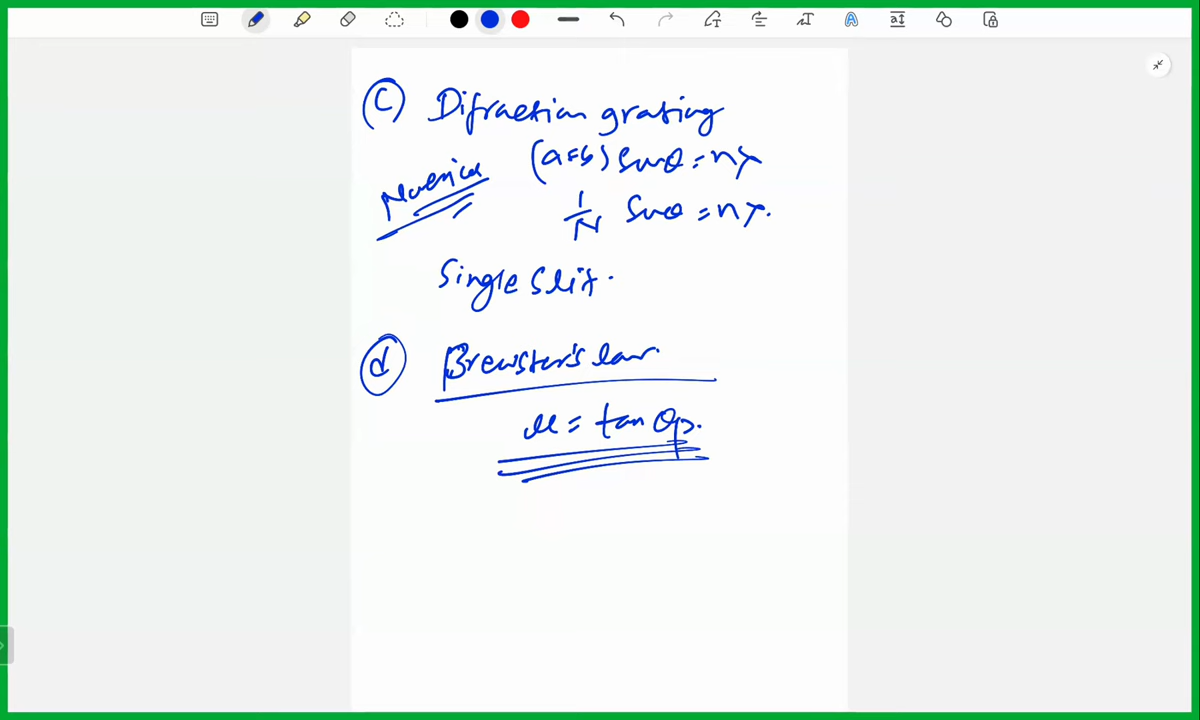 (C) Difraction grating
Numerical (a+b) sinθ = nλ
1/N sinθ = nλ.
Single slit.
(d) Brewster's law.
μ = tan θp.